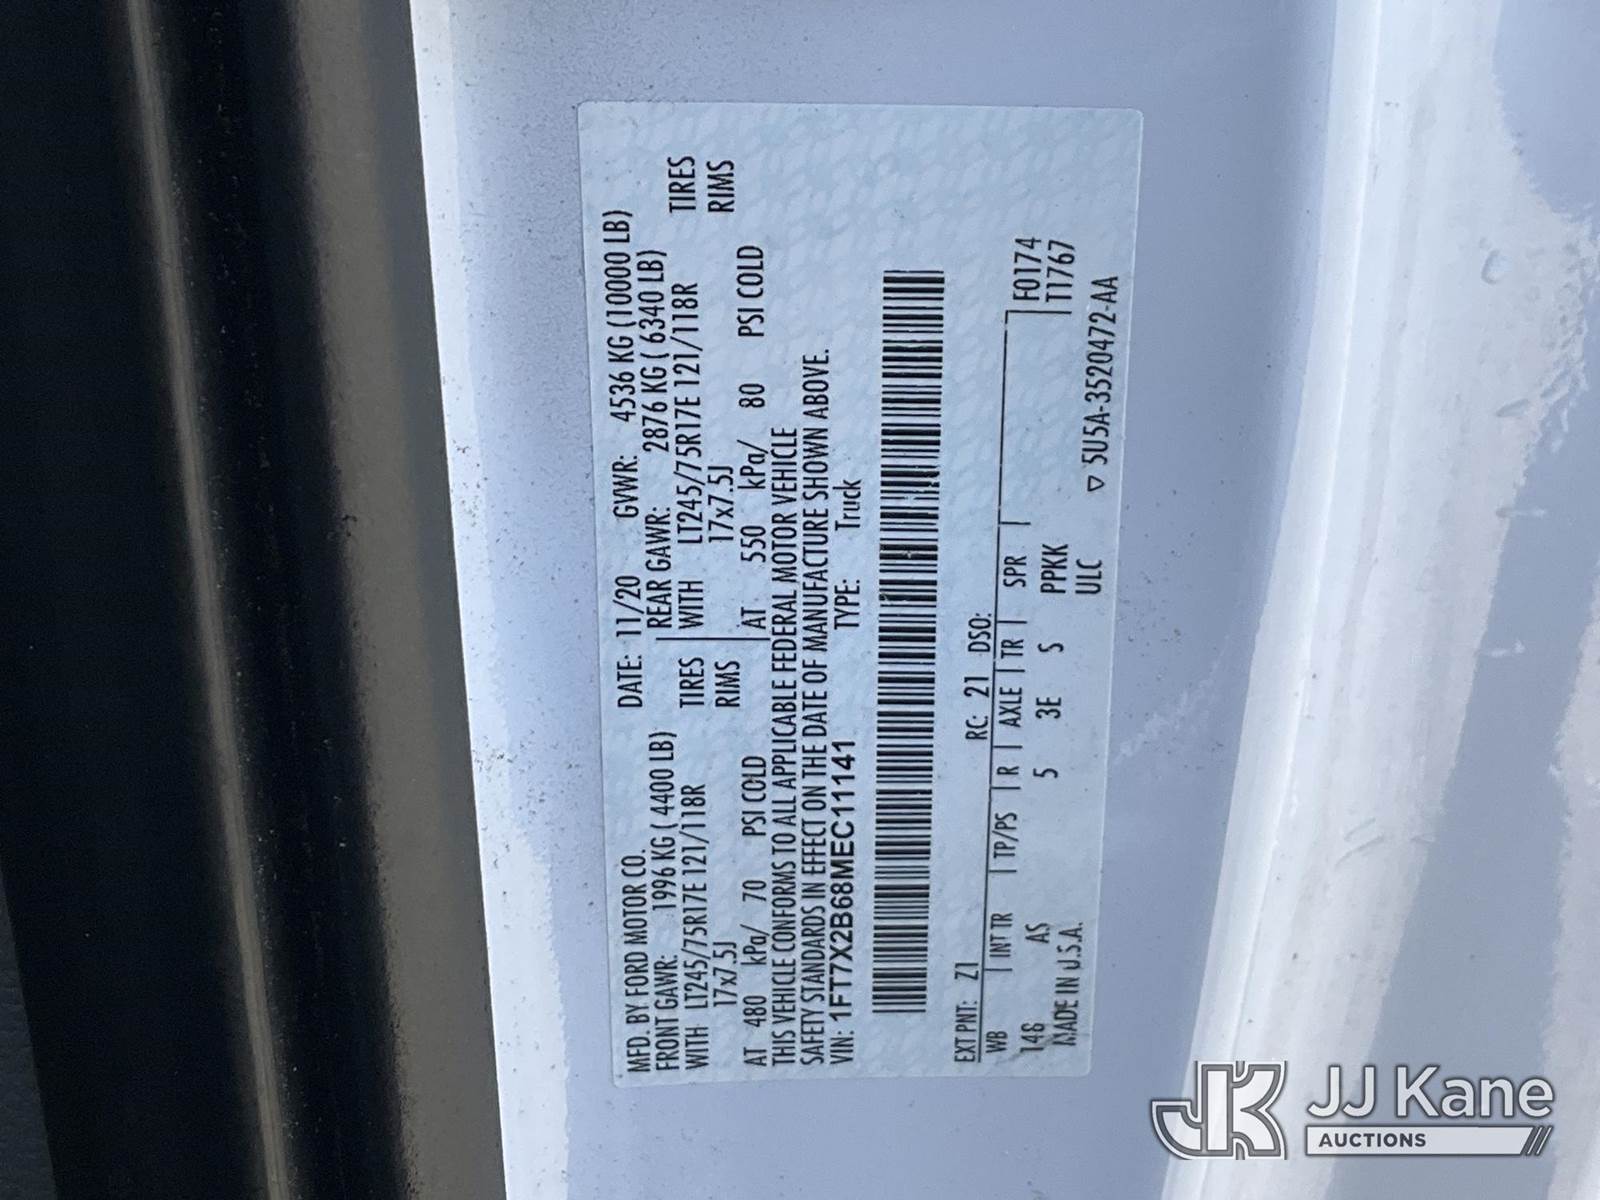 MFD. BY FORD MOTOR CO.
DATE: 11/20 GVWR: 4536 KG (10000 LB)
FRONT GAWR: 1996 KG ( 4400 LB) REAR GAWR: 2876 KG ( 6340 LB)
WITH LT245/75R17E 121/118R TIRES WITH LT245/75R17E 121/118R TIRES
17x7.5J RIMS 17x7.5J RIMS
AT 480 kPa/ 70 PSI COLD AT 550 kPa/ 80 PSI COLD
THIS VEHICLE CONFORMS TO ALL APPLICABLE FEDERAL MOTOR VEHICLE
SAFETY STANDARDS IN EFFECT ON THE DATE OF MANUFACTURE SHOWN ABOVE.
VIN: 1FT7X2B68MEC11141 TYPE: Truck
EXT PNT: Z1 RC: 21 DSO:
WB INT TR TP/PS R AXLE TR SPR F0174
148 AS 5 3E S PPKK T1767
MADE IN U.S.A. ULC
5U5A-3520472-AA
JJ Kane
AUCTIONS